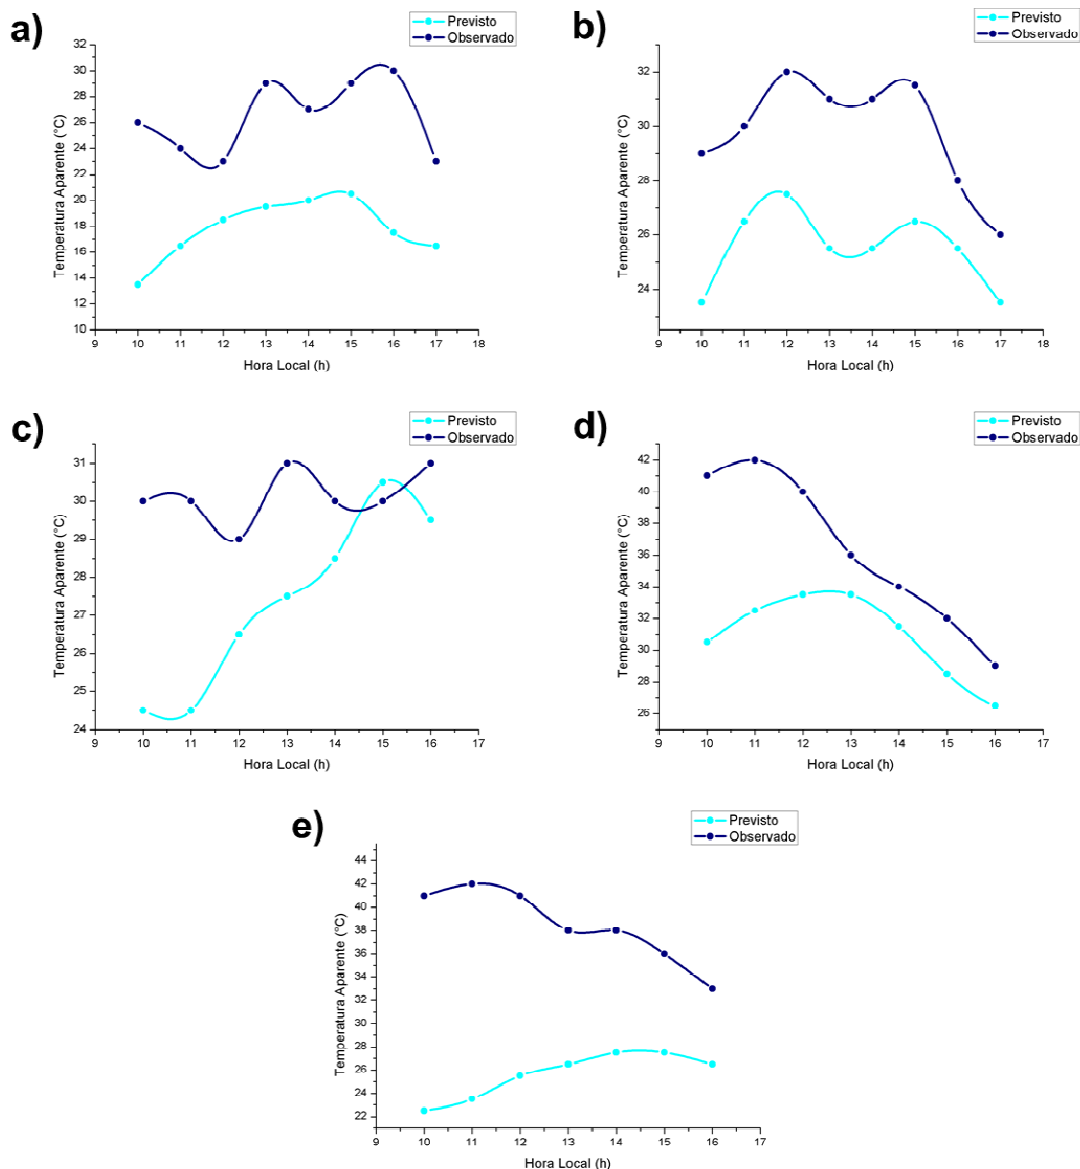 a)
Previsto
Observado
32
30
28
26
24
22
20
18
16
14
12
10
Temperatura Aparente (°C)
9 10 11 12 13 14 15 16 17 18
Hora Local (h)
b)
Previsto
Observado
32
30
28
26
24
Temperatura Aparente (°C)
9 10 11 12 13 14 15 16 17 18
Hora Local (h)
c)
Previsto
Observado
31
30
29
28
27
26
25
24
Temperatura Aparente (°C)
9 10 11 12 13 14 15 16 17
Hora Local (h)
d)
Previsto
Observado
42
40
38
36
34
32
30
28
26
Temperatura Aparente (°C)
9 10 11 12 13 14 15 16 17
Hora Local (h)
e)
Previsto
Observado
44
42
40
38
36
34
32
30
28
26
24
22
Temperatura Aparente (°C)
9 10 11 12 13 14 15 16 17
Hora Local (h)